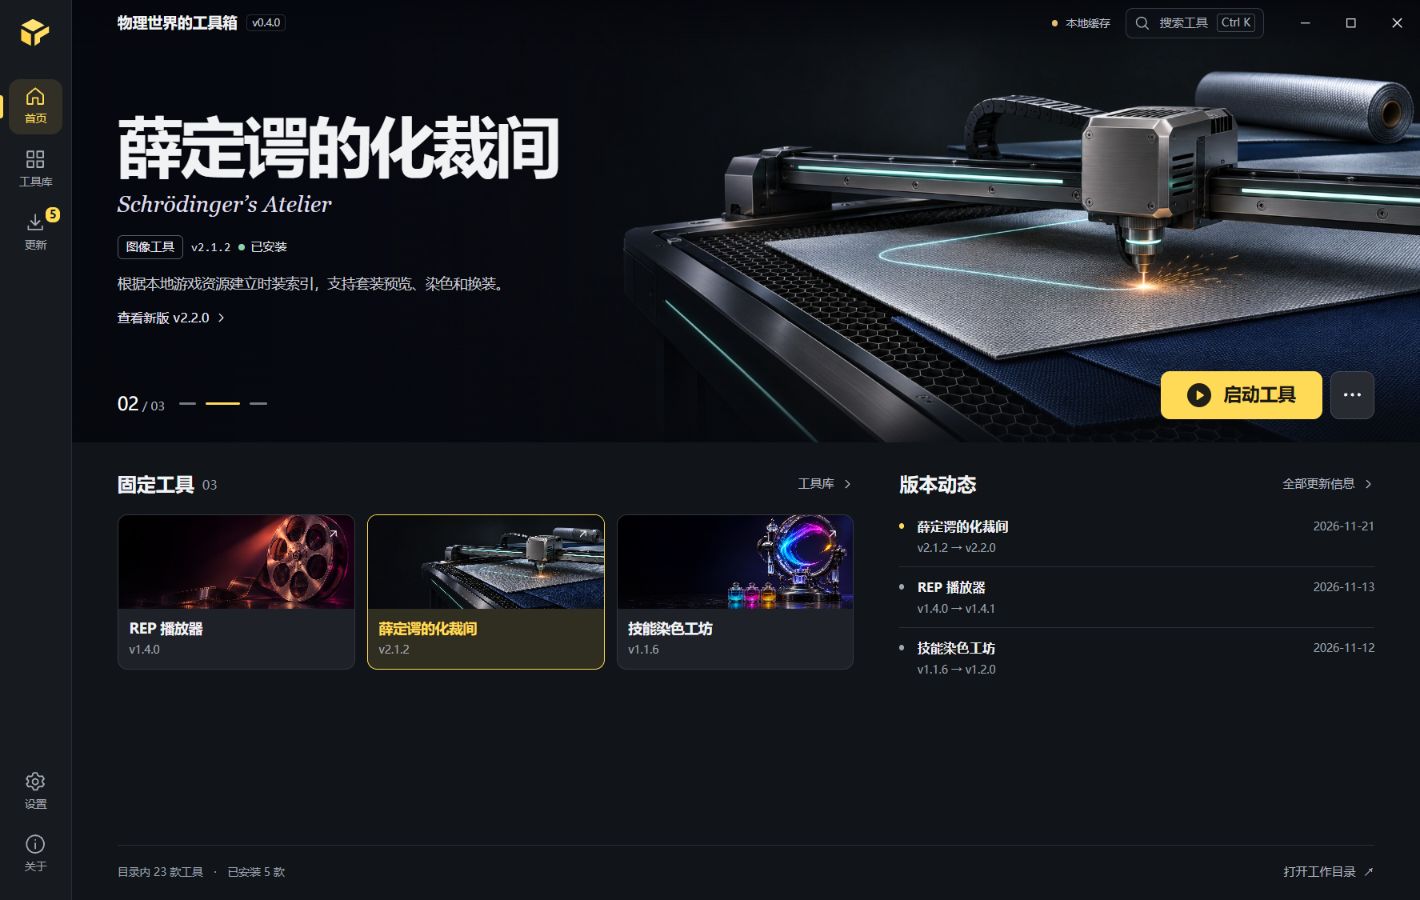 物理世界的工具箱 v0.4.0
本地缓存
搜索工具 Ctrl K
首页
工具库
5
更新
设置
关于
薛定谔的化裁间
Schrödinger’s Atelier
图像工具 v2.1.2 已安装
根据本地游戏资源建立时装索引，支持套装预览、染色和换装。
查看新版 v2.2.0
02 / 03
启动工具
固定工具 03
工具库
REP 播放器
v1.4.0
薛定谔的化裁间
v2.1.2
技能染色工坊
v1.1.6
版本动态
全部更新信息
薛定谔的化裁间 2026-11-21
v2.1.2 → v2.2.0
REP 播放器 2026-11-13
v1.4.0 → v1.4.1
技能染色工坊 2026-11-12
v1.1.6 → v1.2.0
目录内 23 款工具 · 已安装 5 款
打开工作目录